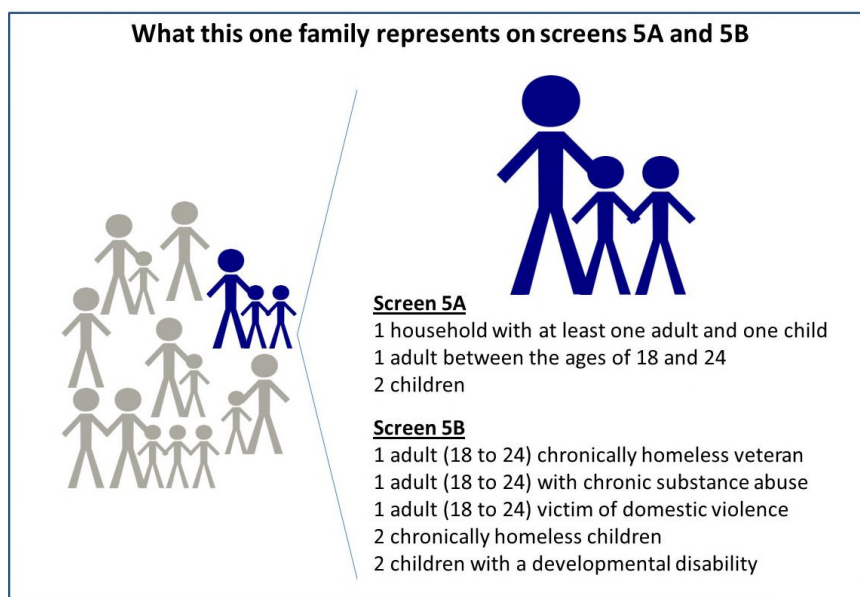 What this one family represents on screens 5A and 5B
Screen 5A
1 household with at least one adult and one child
1 adult between the ages of 18 and 24
2 children
Screen 5B
1 adult (18 to 24) chronically homeless veteran
1 adult (18 to 24) with chronic substance abuse
1 adult (18 to 24) victim of domestic violence
2 chronically homeless children
2 children with a developmental disability